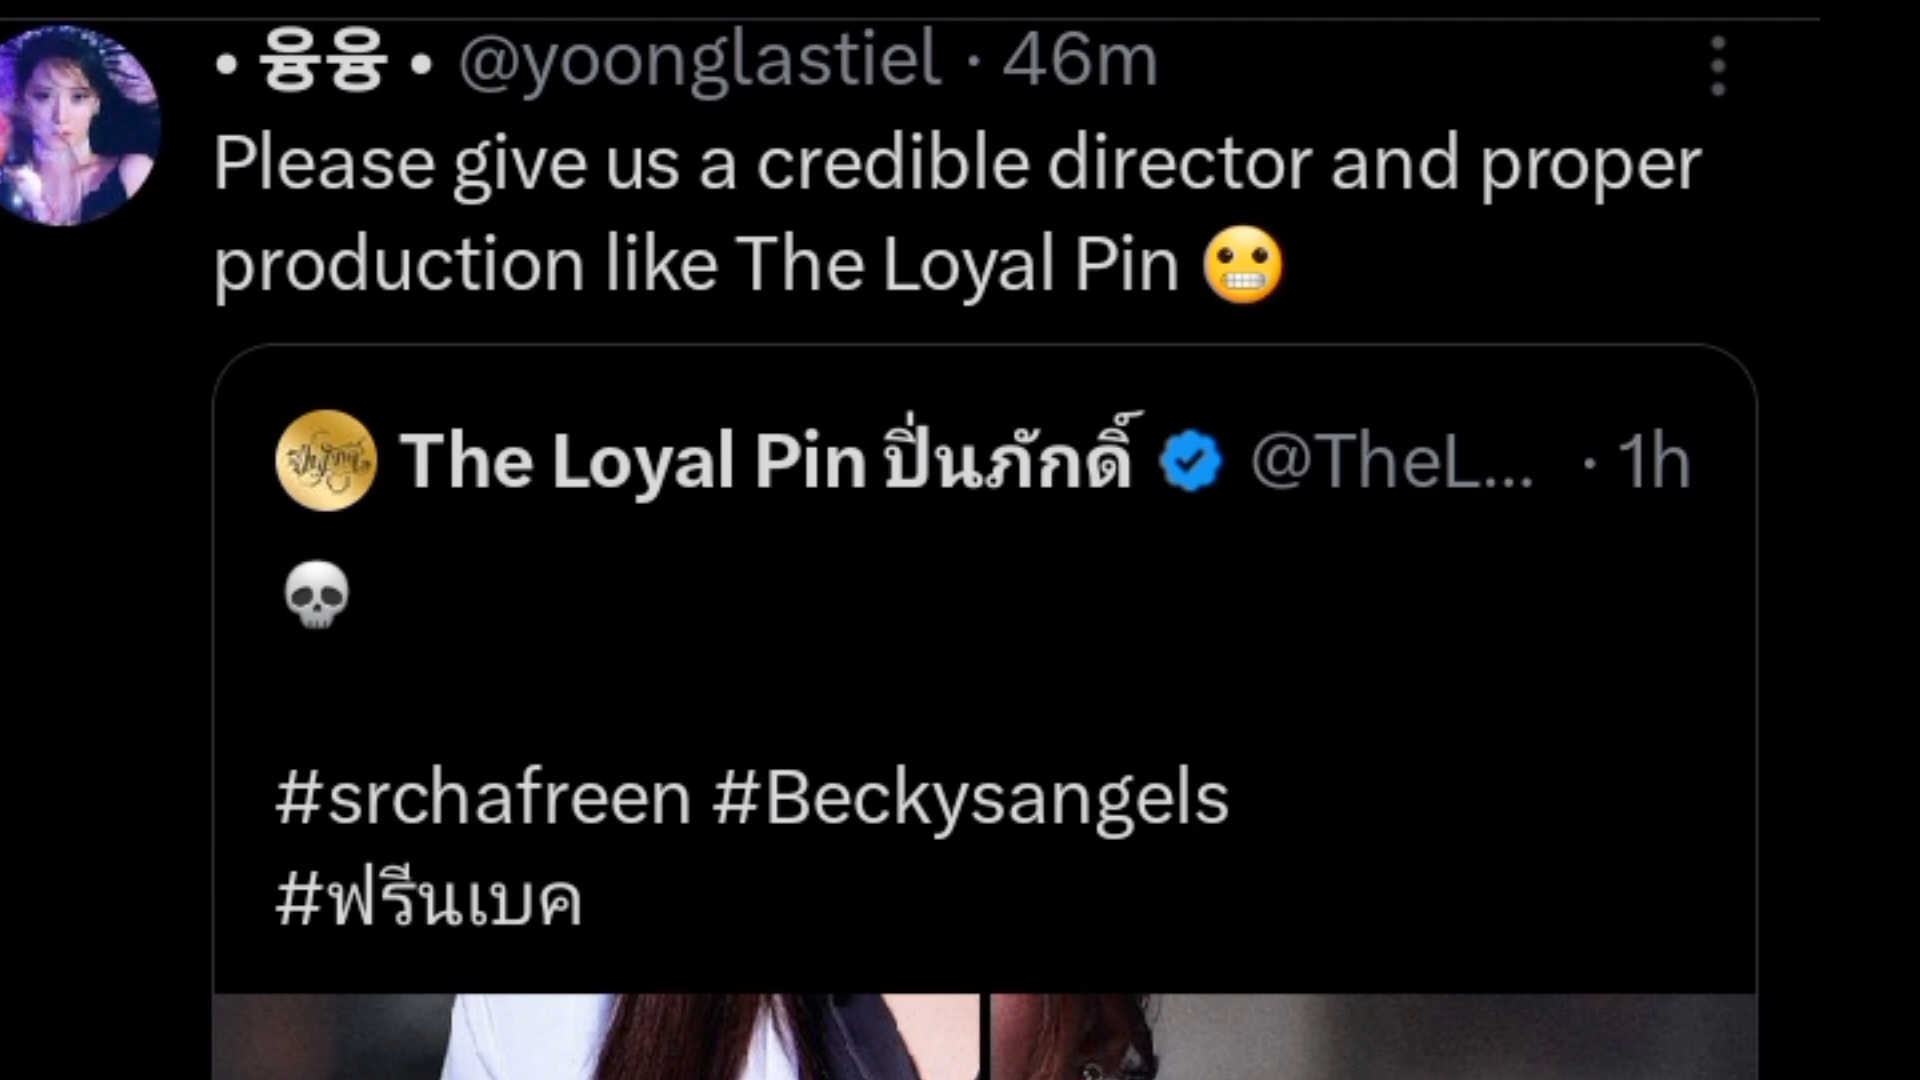 • 융융 • @yoonglastiel · 46m
Please give us a credible director and proper
production like The Loyal Pin 😬
The Loyal Pin ปิ่นภักดิ์ @TheL... · 1h
💀
#srchafreen #Beckysangels
#ฟรีนเบค